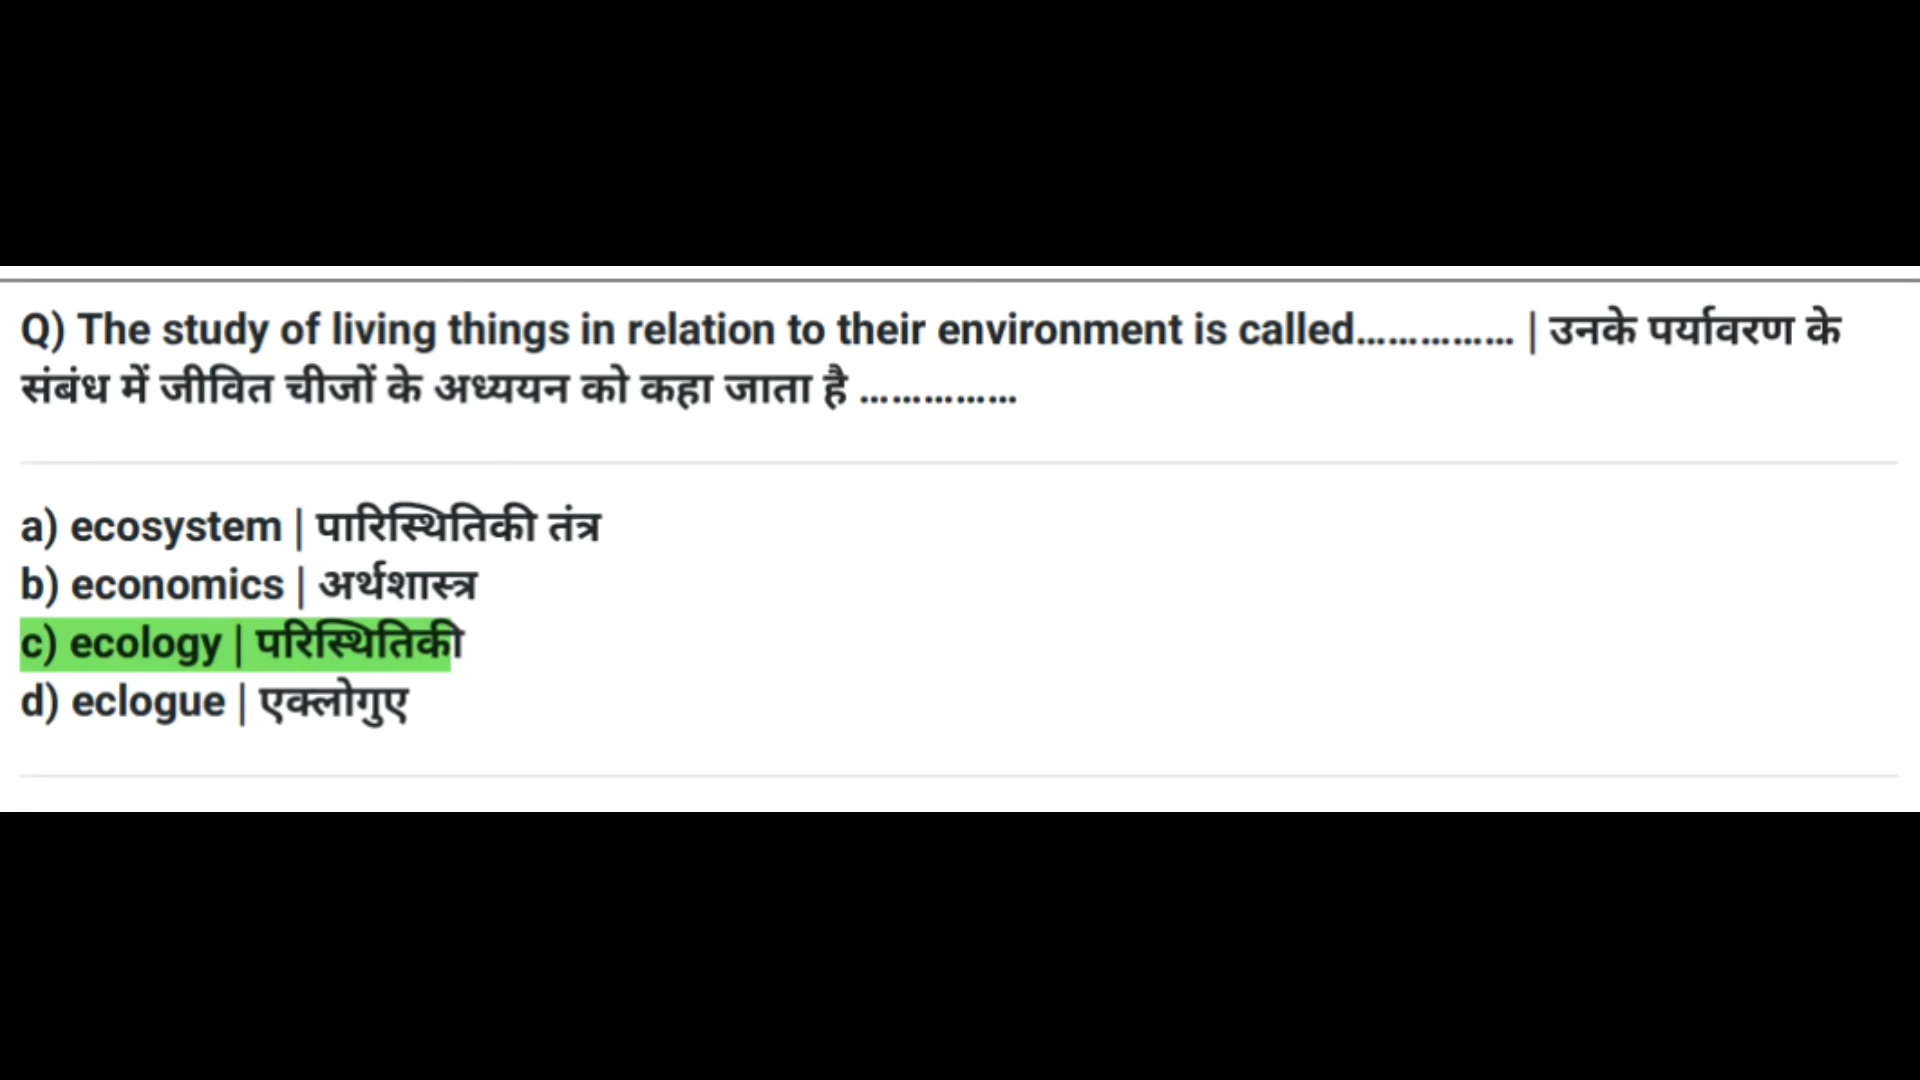 Q) The study of living things in relation to their environment is called…………… | उनके पर्यावरण के
संबंध में जीवित चीजों के अध्ययन को कहा जाता है ……………
a) ecosystem | पारिस्थितिकी तंत्र
b) economics | अर्थशास्त्र
c) ecology | परिस्थितिकी
d) eclogue | एक्लोगुए